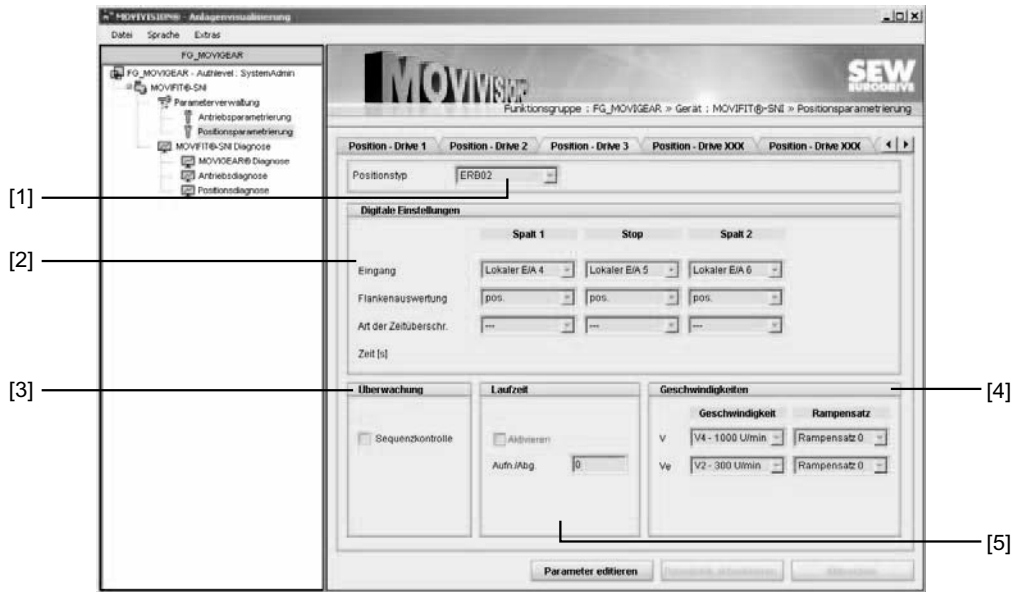 MOVIVISION® - Anlagenvisualisierung
Datei Sprache Extras
FG_MOVIGEAR
FG_MOVIGEAR - Authlevel: SystemAdmin
MOVIFIT®-SNI
Parameterverwaltung
Antriebsparametrierung
Positionsparametrierung
MOVIFIT®-SNI Diagnose
MOVIGEAR® Diagnose
Antriebsdiagnose
Positionsdiagnose
MOVIVISION
SEW
EURODRIVE
Funktionsgruppe : FG_MOVIGEAR » Gerät : MOVIFIT®-SNI » Positionsparametrierung
Position - Drive 1 Position - Drive 2 Position - Drive 3 Position - Drive XXX Position - Drive XXX
Positionstyp ERB02
[1]
Digitale Einstellungen
Spalt 1 Stop Spalt 2
[2]
Eingang Lokaler E/A 4 Lokaler E/A 5 Lokaler E/A 6
Flankenauswertung pos. pos. pos.
Art der Zeitüberschr. --- --- ---
Zeit [s]
[3]
Überwachung Laufzeit Geschwindigkeiten
[4]
Geschwindigkeit Rampensatz
Sequenzkontrolle Aktivieren V V4 - 1000 U/min Rampensatz 0
Aufn./Abg. 0 Ve V2 - 300 U/min Rampensatz 0
[5]
Parameter editieren